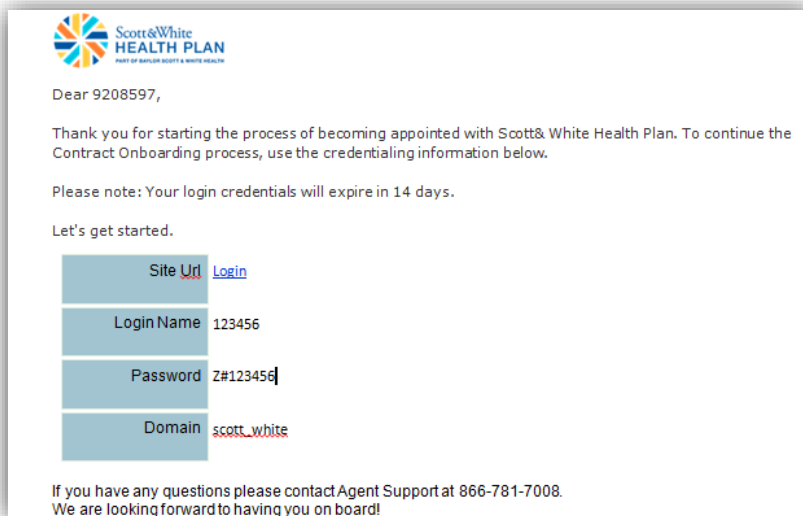 Scott&White
HEALTH PLAN
PART OF BAYLOR SCOTT & WHITE HEALTH
Dear 9208597,
Thank you for starting the process of becoming appointed with Scott& White Health Plan. To continue the
Contract Onboarding process, use the credentialing information below.
Please note: Your login credentials will expire in 14 days.
Let's get started.
Site Url Login
Login Name 123456
Password Z#123456
Domain scott_white
If you have any questions please contact Agent Support at 866-781-7008.
We are looking forward to having you on board!